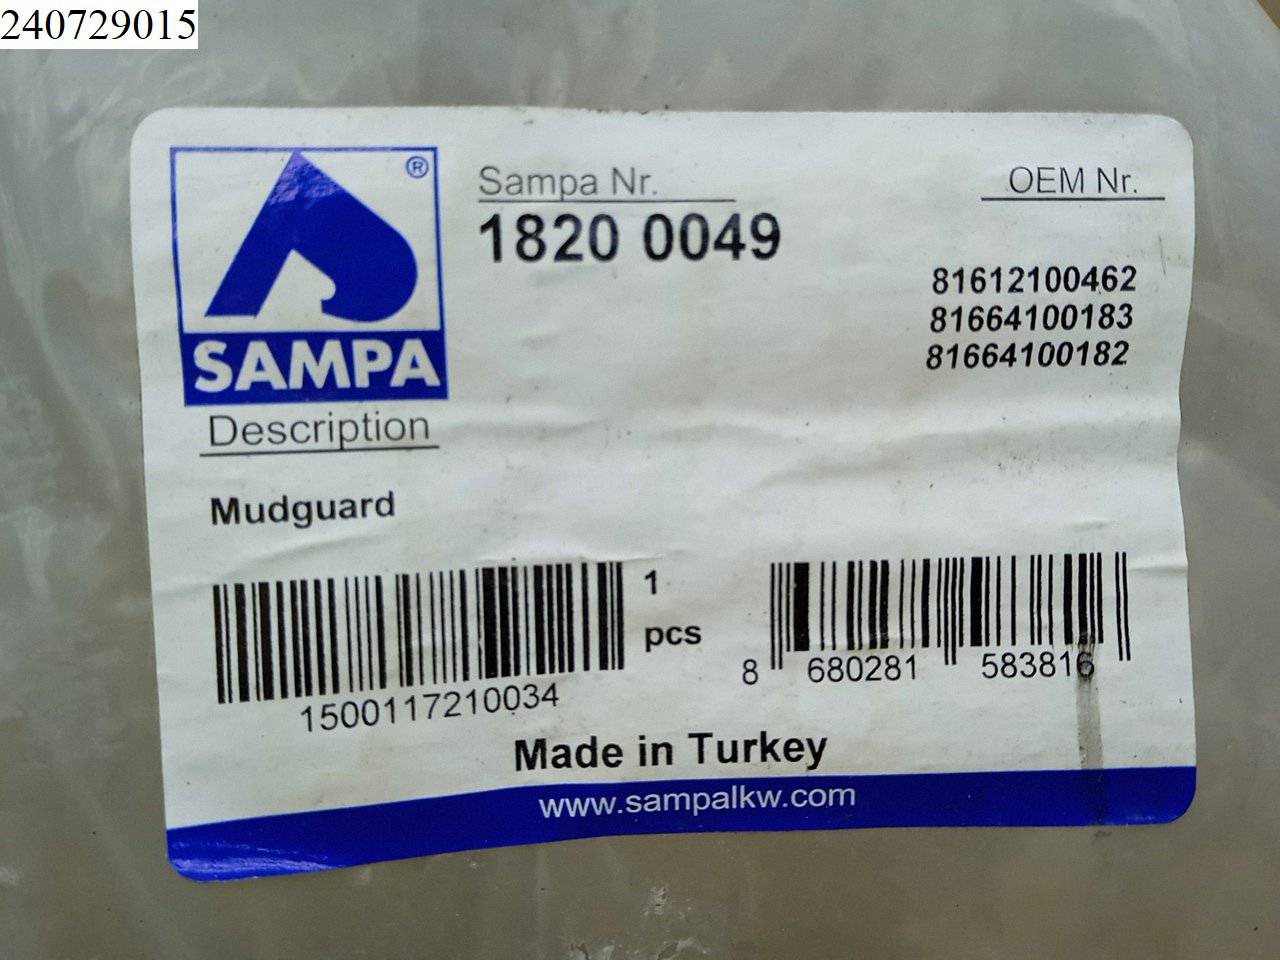 240729015
®
SAMPA
Sampa Nr.
1820 0049
OEM Nr.
81612100462
81664100183
81664100182
Description
Mudguard
1500117210034
1
pcs
8 680281 583816
Made in Turkey
www.sampalkw.com